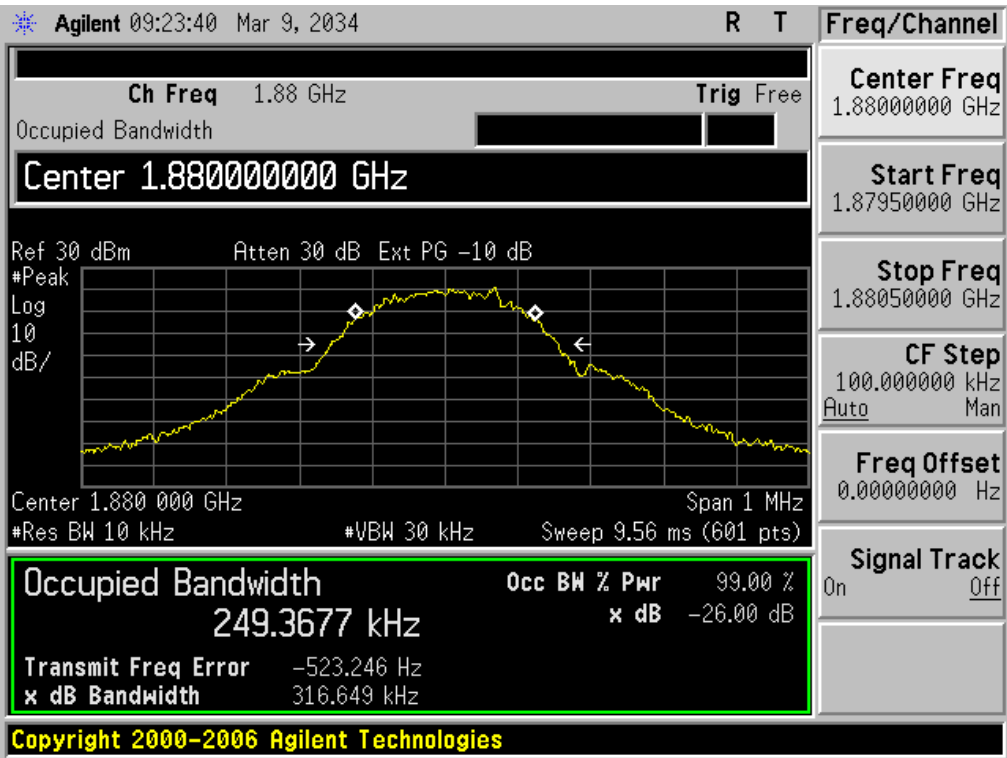 Agilent 09:23:40 Mar 9, 2034 R T
Freq/Channel
Ch Freq 1.88 GHz Trig Free
Occupied Bandwidth
Center 1.880000000 GHz
Ref 30 dBm Atten 30 dB Ext PG -10 dB
#Peak
Log
10
dB/
Center 1.880 000 GHz Span 1 MHz
#Res BW 10 kHz #VBW 30 kHz Sweep 9.56 ms (601 pts)
Occupied Bandwidth
249.3677 kHz
Occ BW % Pwr 99.00 %
x dB -26.00 dB
Transmit Freq Error -523.246 Hz
x dB Bandwidth 316.649 kHz
Center Freq
1.88000000 GHz
Start Freq
1.87950000 GHz
Stop Freq
1.88050000 GHz
CF Step
100.000000 kHz
Auto Man
Freq Offset
0.00000000 Hz
Signal Track
On Off
Copyright 2000-2006 Agilent Technologies